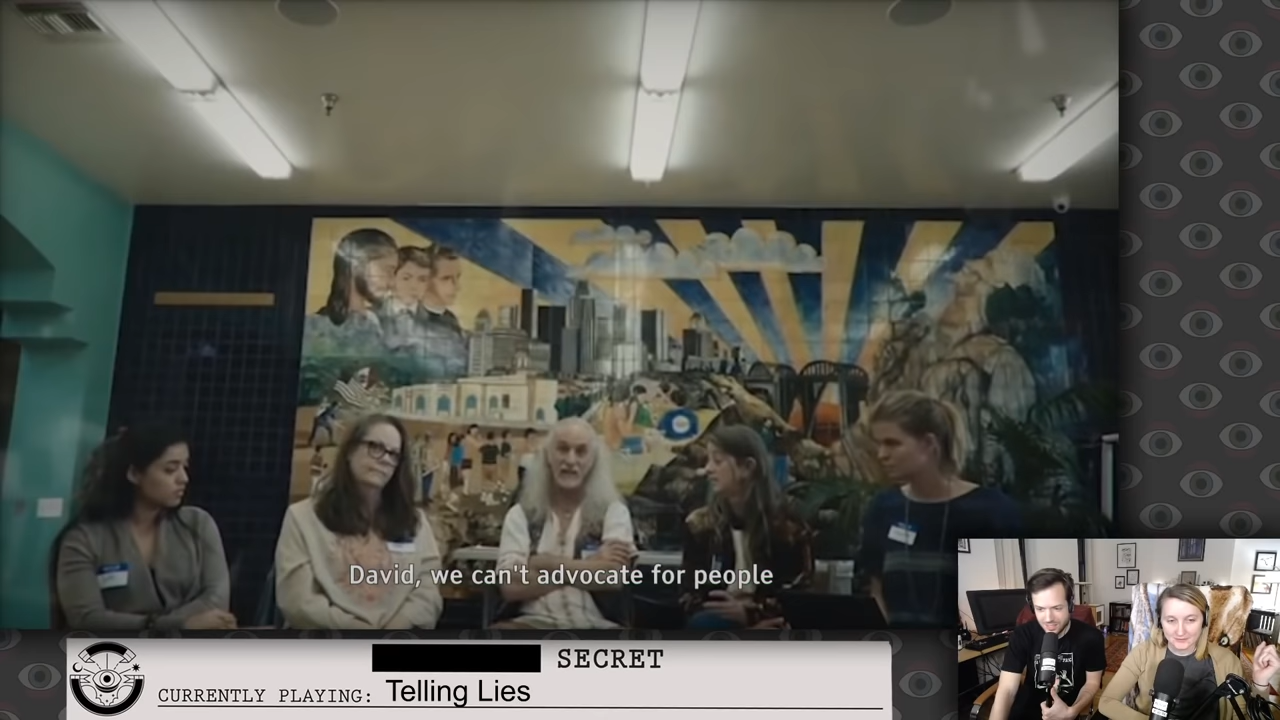 David, we can't advocate for people
SECRET
CURRENTLY PLAYING: Telling Lies